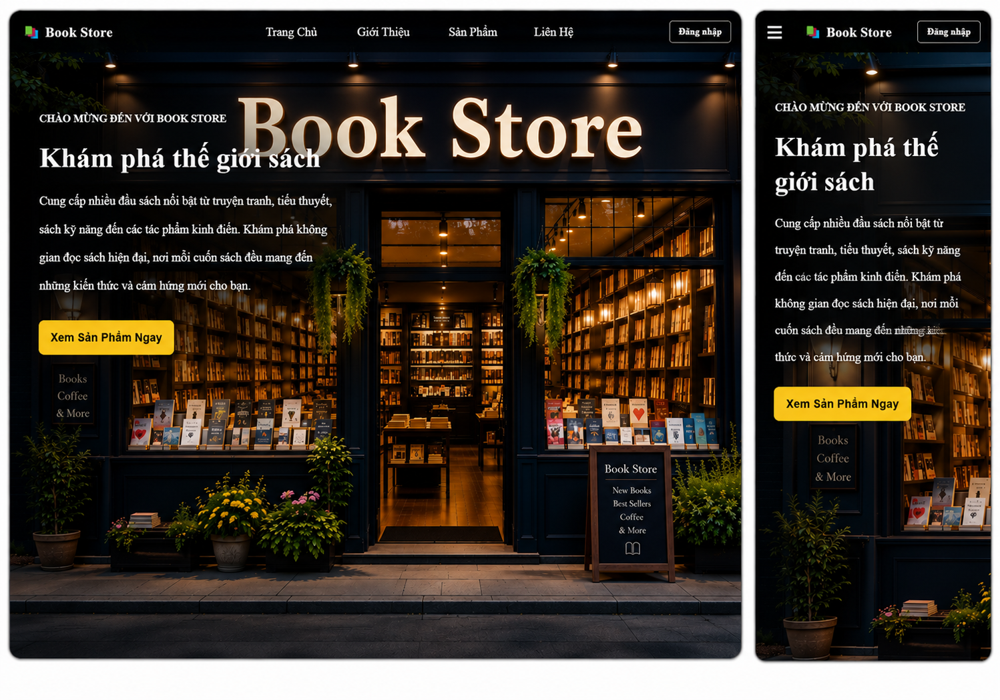 Book Store
Trang Chủ
Giới Thiệu
Sản Phẩm
Liên Hệ
Đăng nhập
Book Store
CHÀO MỪNG ĐẾN VỚI BOOK STORE
Khám phá thế giới sách
Cung cấp nhiều đầu sách nổi bật từ truyện tranh, tiểu thuyết,
sách kỹ năng đến các tác phẩm kinh điển. Khám phá không
gian đọc sách hiện đại, nơi mỗi cuốn sách đều mang đến
những kiến thức và cảm hứng mới cho bạn.
Xem Sản Phẩm Ngay
Books
Coffee
& More
Book Store
New Books
Best Sellers
Coffee
& More
Book Store
Đăng nhập
CHÀO MỪNG ĐẾN VỚI BOOK STORE
Khám phá thế
giới sách
Cung cấp nhiều đầu sách nổi bật từ
truyện tranh, tiểu thuyết, sách kỹ năng
đến các tác phẩm kinh điển. Khám phá
không gian đọc sách hiện đại, nơi mỗi
cuốn sách đều mang đến
thức và cảm hứng mới cho bạn.
Xem Sản Phẩm Ngay
Books
Coffee
& More